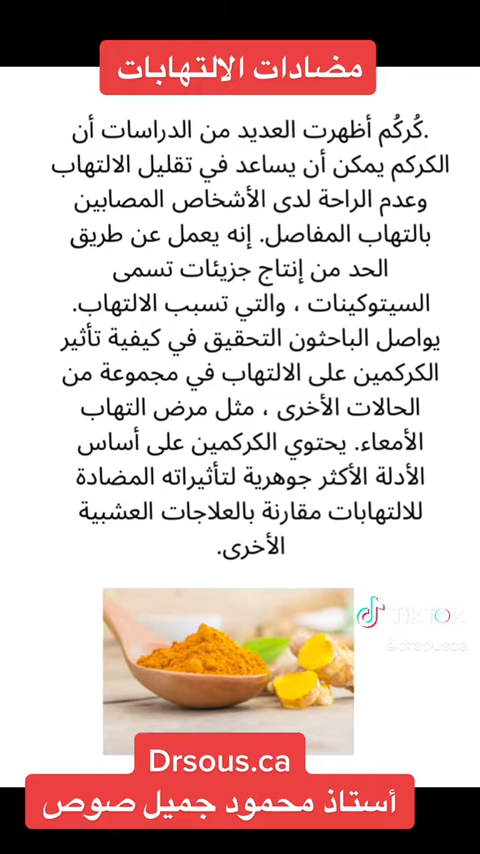 مضادات الالتهابات
.كُركُم أظهرت العديد من الدراسات أن
الكركم يمكن أن يساعد في تقليل الالتهاب
وعدم الراحة لدى الأشخاص المصابين
بالتهاب المفاصل. إنه يعمل عن طريق
الحد من إنتاج جزيئات تسمى
السيتوكينات ، والتي تسبب الالتهاب.
يواصل الباحثون التحقيق في كيفية تأثير
الكركمين على الالتهاب في مجموعة من
الحالات الأخرى ، مثل مرض التهاب
الأمعاء. يحتوي الكركمين على أساس
الأدلة الأكثر جوهرية لتأثيراته المضادة
للالتهابات مقارنة بالعلاجات العشبية
الأخرى.
TikTok
@drsousca
Drsous.ca
أستاذ محمود جميل صوص